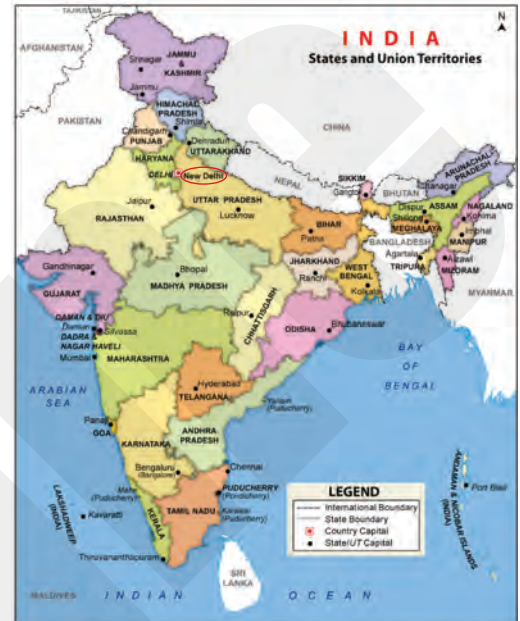 TAJIKISTAN
N
INDIA
States and Union Territories
AFGHANISTAN
JAMMU
&
KASHMIR
Srinagar
Jammu
HIMACHAL
PRADESH
Shimla
PAKISTAN
CHINA
Chandigarh
PUNJAB
Dehradun
UTTARAKHAND
HARYANA
DELHI
New Delhi
ARUNACHAL
PRADESH
NEPAL
SIKKIM
Gangtok
BHUTAN
Itanagar
Jaipur
RAJASTHAN
UTTAR PRADESH
Lucknow
ASSAM
Dispur
NAGALAND
Kohima
Shillong
MEGHALAYA
BIHAR
Patna
Imphal
MANIPUR
BANGLADESH
Agartala
TRIPURA
Aizawl
MIZORAM
Gandhinagar
GUJARAT
Bhopal
MADHYA PRADESH
JHARKHAND
Ranchi
WEST
BENGAL
Kolkata
MYANMAR
CHHATTISGARH
Raipur
DAMAN & DIU
Daman
Silvassa
DADRA &
NAGAR HAVELI
Mumbai
MAHARASHTRA
ODISHA
Bhubaneswar
ARABIAN
SEA
BAY
OF
BENGAL
Hyderabad
TELANGANA
Yanam
(Puducherry)
Panaji
GOA
KARNATAKA
ANDHRA
PRADESH
Bengaluru
(Bangalore)
Chennai
Mahe
(Puducherry)
PUDUCHERRY
(Pondicherry)
LAKSHADWEEP
(INDIA)
Kavaratti
KERALA
TAMIL NADU
Karaikal
(Puducherry)
Thiruvananthapuram
ANDAMAN & NICOBAR ISLANDS
(INDIA)
Port Blair
LEGEND
International Boundary
State Boundary
Country Capital
State/UT Capital
SRI
LANKA
MALDIVES
INDIAN OCEAN